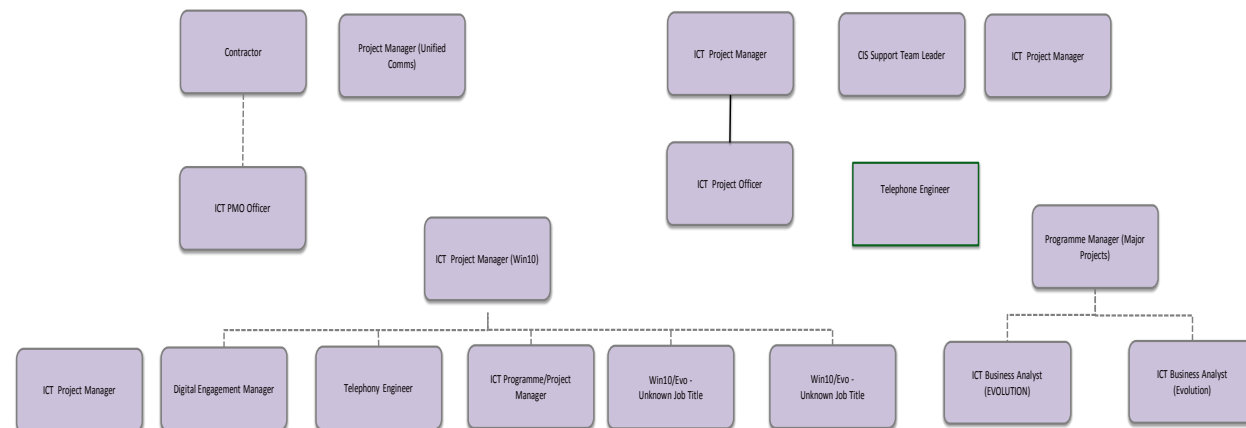 Contractor
Project Manager (Unified
Comms)
ICT Project Manager
CIS Support Team Leader
ICT Project Manager
ICT PMO Officer
ICT Project Officer
Telephone Engineer
ICT Project Manager (Win10)
Programme Manager (Major
Projects)
ICT Project Manager
Digital Engagement Manager
Telephony Engineer
ICT Programme/Project
Manager
Win10/Evo -
Unknown Job Title
Win10/Evo -
Unknown Job Title
ICT Business Analyst
(EVOLUTION)
ICT Business Analyst
(Evolution)